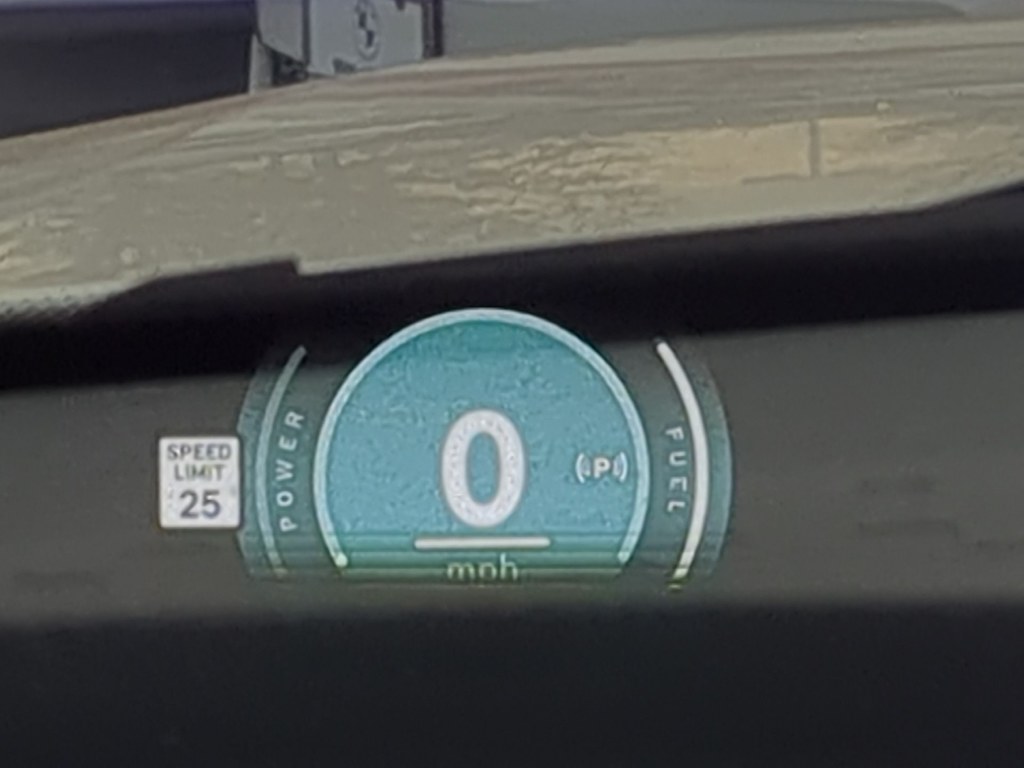 SPEED
LIMIT
25
POWER
0
(P)
mph
FUEL